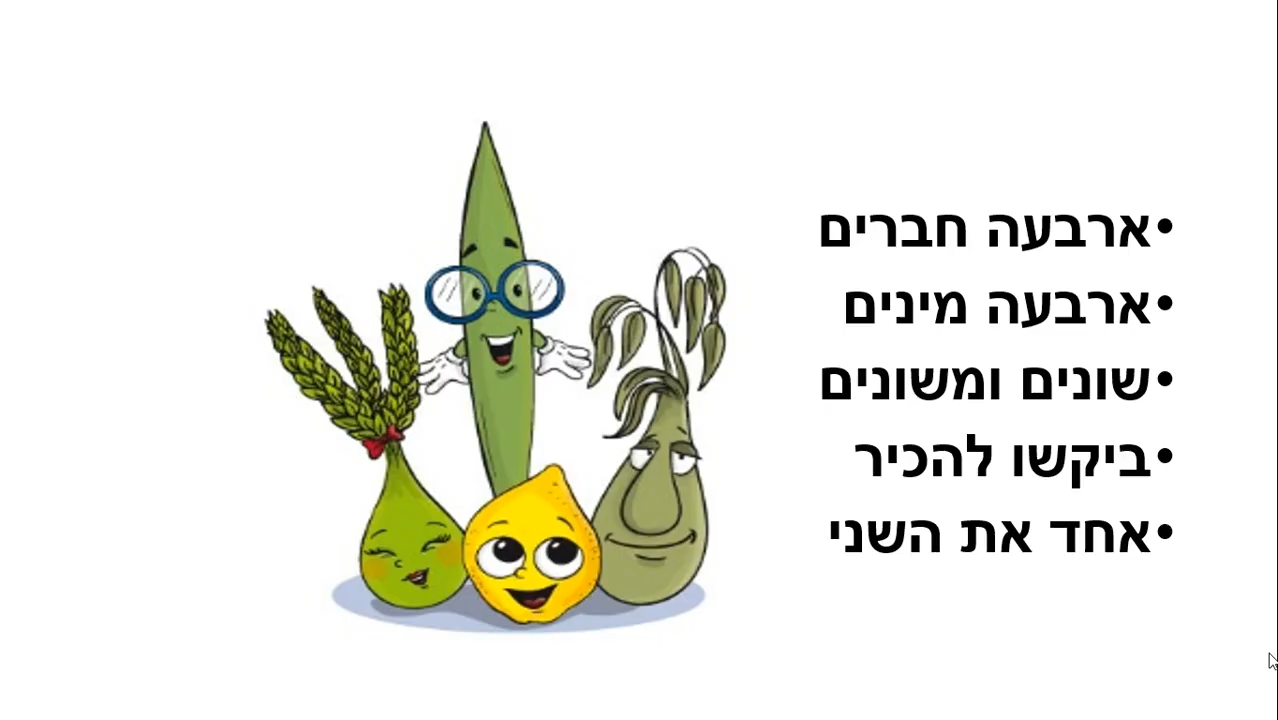 •ארבעה חברים
•ארבעה מינים
•שונים ומשונים
•ביקשו להכיר
•אחד את השני